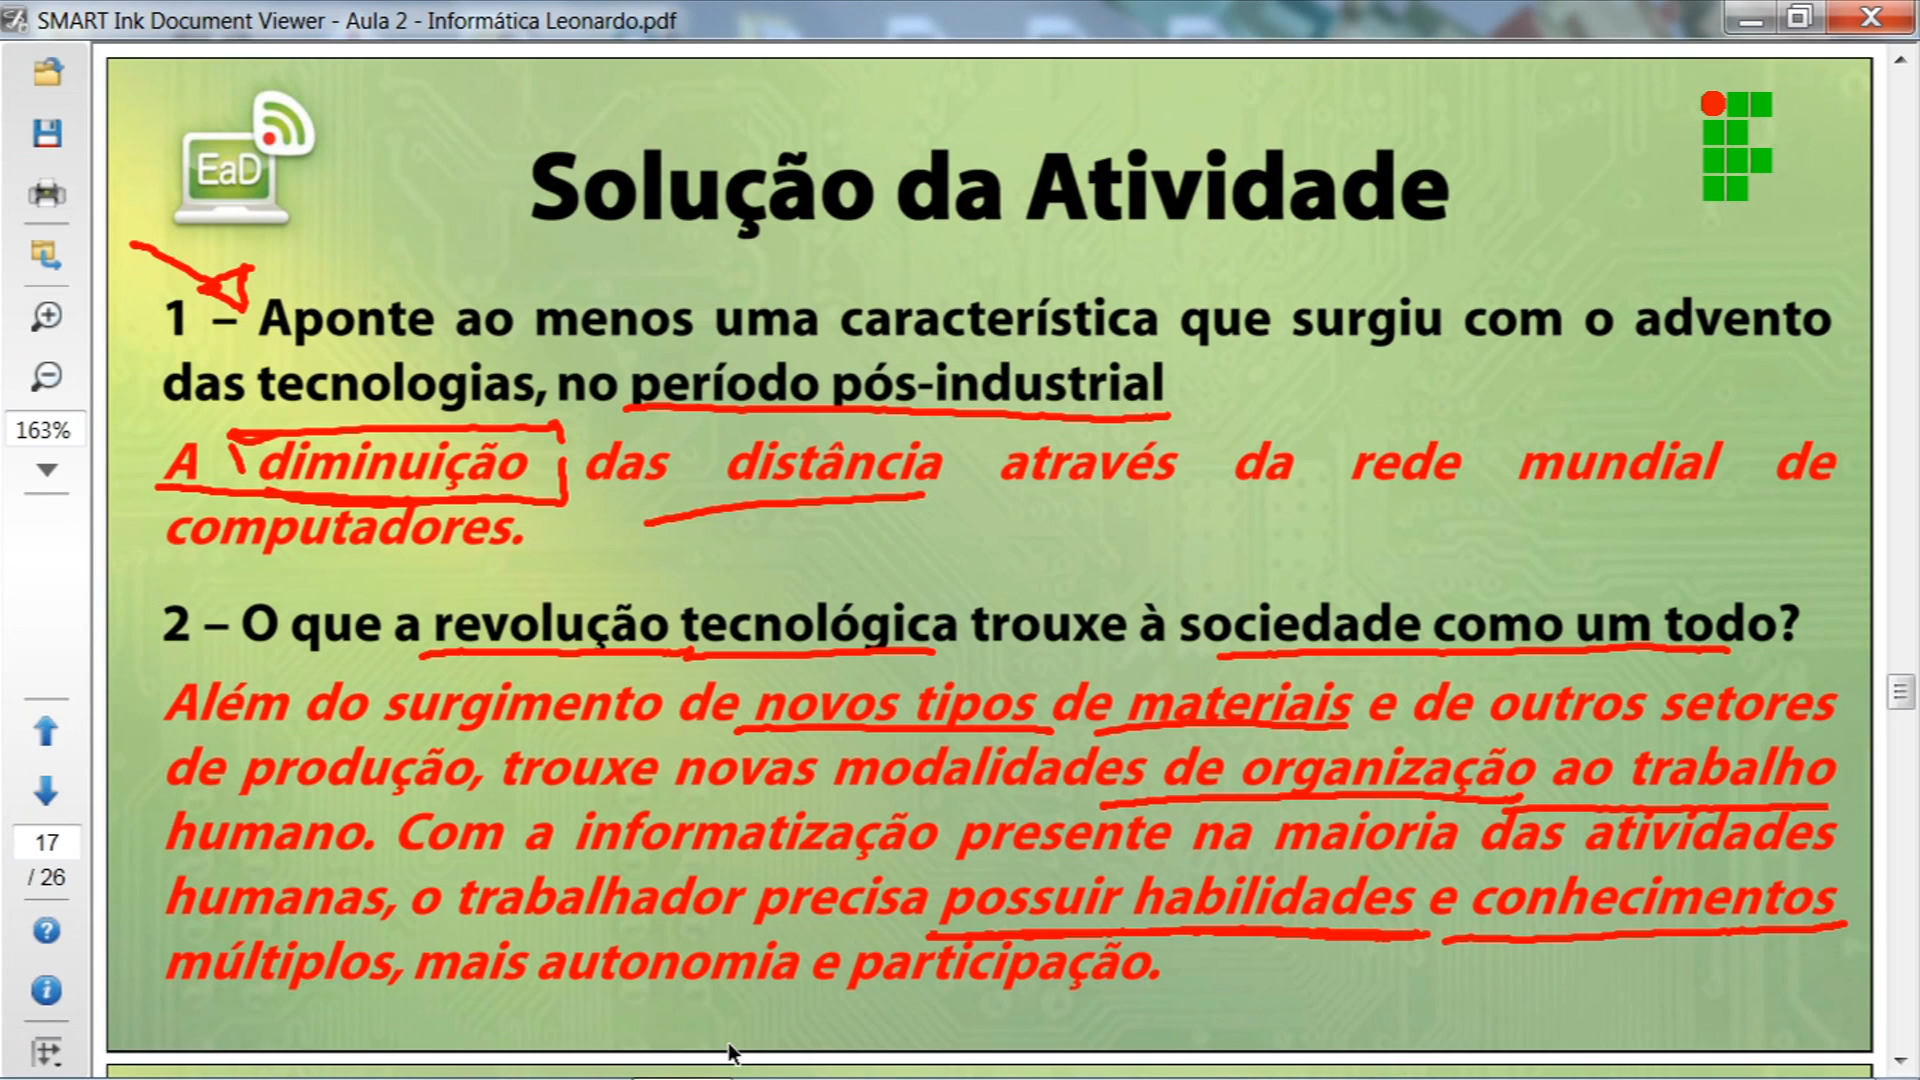 SMART Ink Document Viewer - Aula 2 - Informática Leonardo.pdf
EaD
Solução da Atividade
1 – Aponte ao menos uma característica que surgiu com o advento
das tecnologias, no período pós-industrial
A diminuição das distância através da rede mundial de
computadores.
2 – O que a revolução tecnológica trouxe à sociedade como um todo?
Além do surgimento de novos tipos de materiais e de outros setores
de produção, trouxe novas modalidades de organização ao trabalho
humano. Com a informatização presente na maioria das atividades
humanas, o trabalhador precisa possuir habilidades e conhecimentos
múltiplos, mais autonomia e participação.
163%
17
/ 26